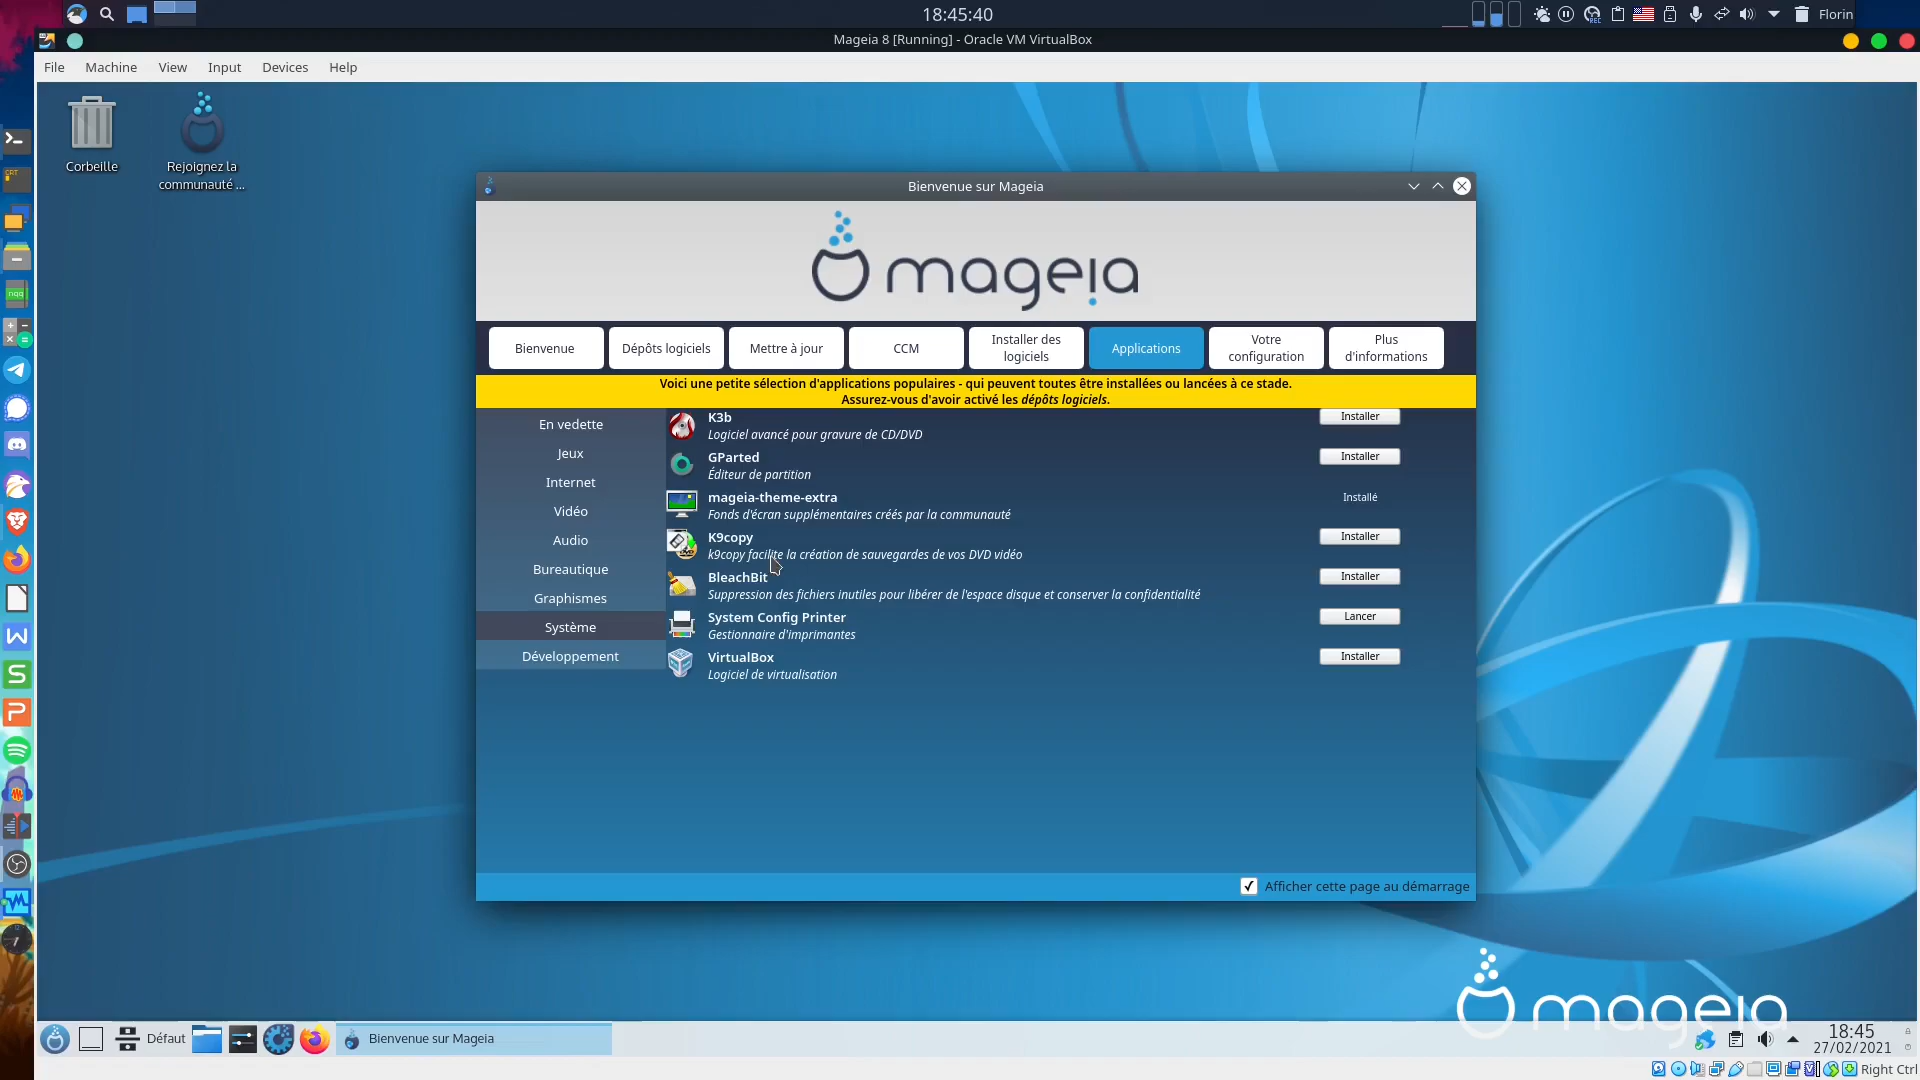 18:45:40
Florin
Mageia 8 [Running] - Oracle VM VirtualBox
File Machine View Input Devices Help
Corbeille
Rejoignez la
communauté ...
Bienvenue sur Mageia
mageia
Bienvenue
Dépôts logiciels
Mettre à jour
CCM
Installer des
logiciels
Applications
Votre
configuration
Plus
d'informations
Voici une petite sélection d'applications populaires - qui peuvent toutes être installées ou lancées à ce stade.
Assurez-vous d'avoir activé les dépôts logiciels.
En vedette
Jeux
Internet
Vidéo
Audio
Bureautique
Graphismes
Système
Développement
K3b
Logiciel avancé pour gravure de CD/DVD
Installer
GParted
Éditeur de partition
Installer
mageia-theme-extra
Fonds d'écran supplémentaires créés par la communauté
Installé
K9copy
k9copy facilite la création de sauvegardes de vos DVD vidéo
Installer
BleachBit
Suppression des fichiers inutiles pour libérer de l'espace disque et conserver la confidentialité
Installer
System Config Printer
Gestionnaire d'imprimantes
Lancer
VirtualBox
Logiciel de virtualisation
Installer
Afficher cette page au démarrage
mageia
Défaut
Bienvenue sur Mageia
18:45
27/02/2021
Right Ctrl